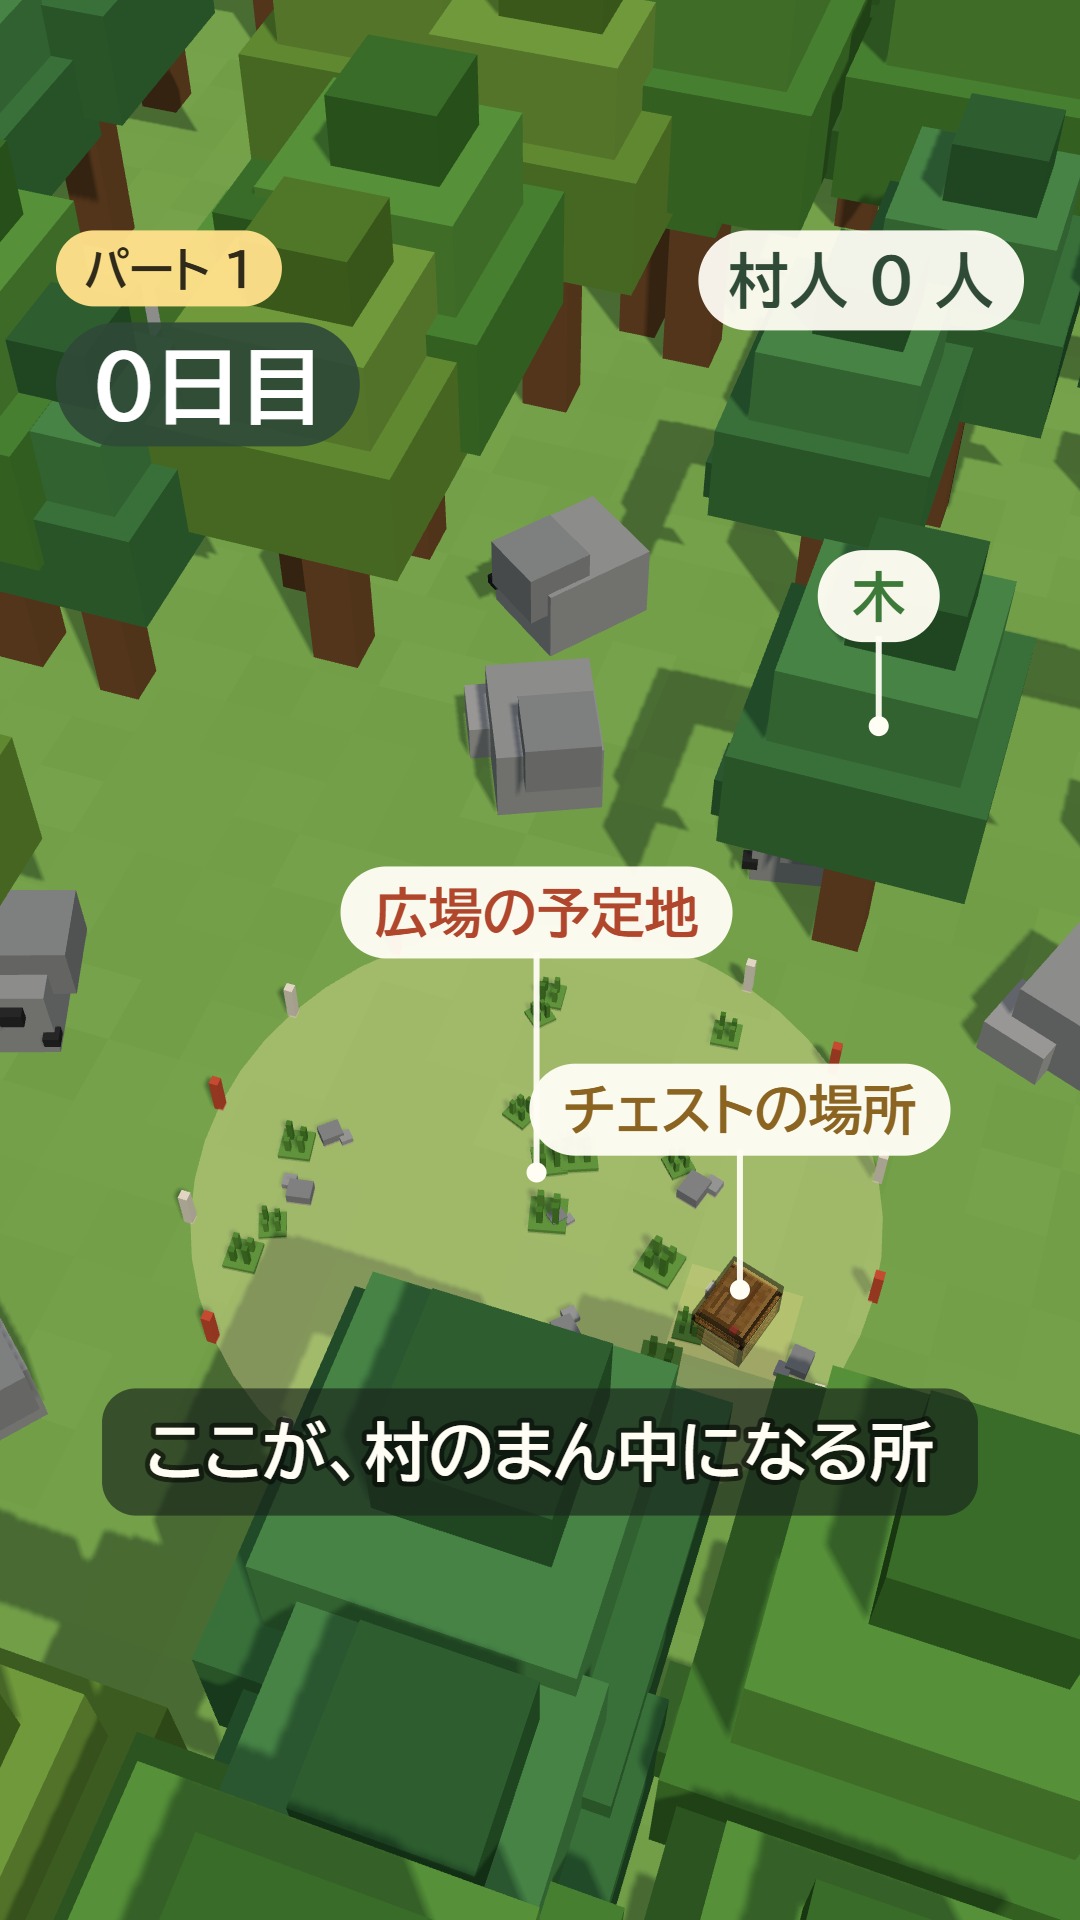 パート 1
0日目
村人 0 人
木
広場の予定地
チェストの場所
ここが、村のまん中になる所